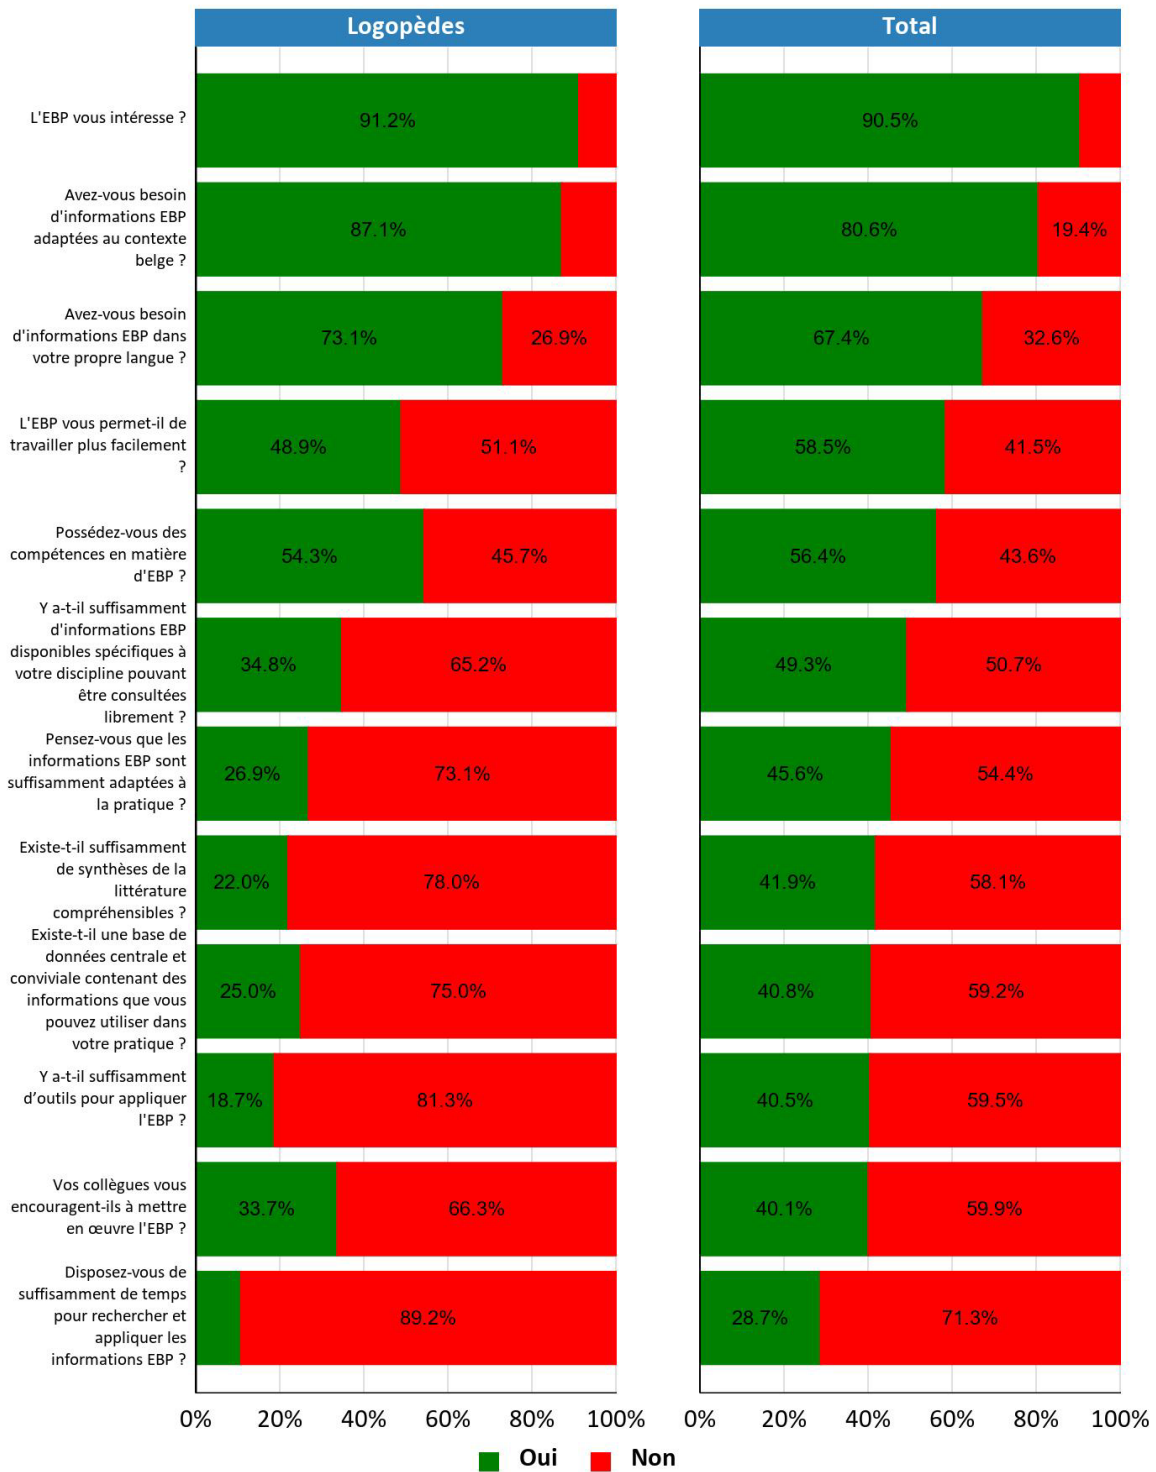 Logopèdes
Total
L'EBP vous intéresse ?
91.2%
90.5%
Avez-vous besoin
d'informations EBP
adaptées au contexte
belge ?
87.1%
80.6%
19.4%
Avez-vous besoin
d'informations EBP dans
votre propre langue ?
73.1%
26.9%
67.4%
32.6%
L'EBP vous permet-il de
travailler plus facilement
?
48.9%
51.1%
58.5%
41.5%
Possédez-vous des
compétences en matière
d'EBP ?
54.3%
45.7%
56.4%
43.6%
Y a-t-il suffisamment
d'informations EBP
disponibles spécifiques à
votre discipline pouvant
être consultées
librement ?
34.8%
65.2%
49.3%
50.7%
Pensez-vous que les
informations EBP sont
suffisamment adaptées à
la pratique ?
26.9%
73.1%
45.6%
54.4%
Existe-t-il suffisamment
de synthèses de la
littérature
compréhensibles ?
22.0%
78.0%
41.9%
58.1%
Existe-t-il une base de
données centrale et
conviviale contenant des
informations que vous
pouvez utiliser dans
votre pratique ?
25.0%
75.0%
40.8%
59.2%
Y a-t-il suffisamment
d’outils pour appliquer
l'EBP ?
18.7%
81.3%
40.5%
59.5%
Vos collègues vous
encouragent-ils à mettre
en œuvre l'EBP ?
33.7%
66.3%
40.1%
59.9%
Disposez-vous de
suffisamment de temps
pour rechercher et
appliquer les
informations EBP ?
89.2%
28.7%
71.3%
0% 20% 40% 60% 80% 100%
0% 20% 40% 60% 80% 100%
Oui Non